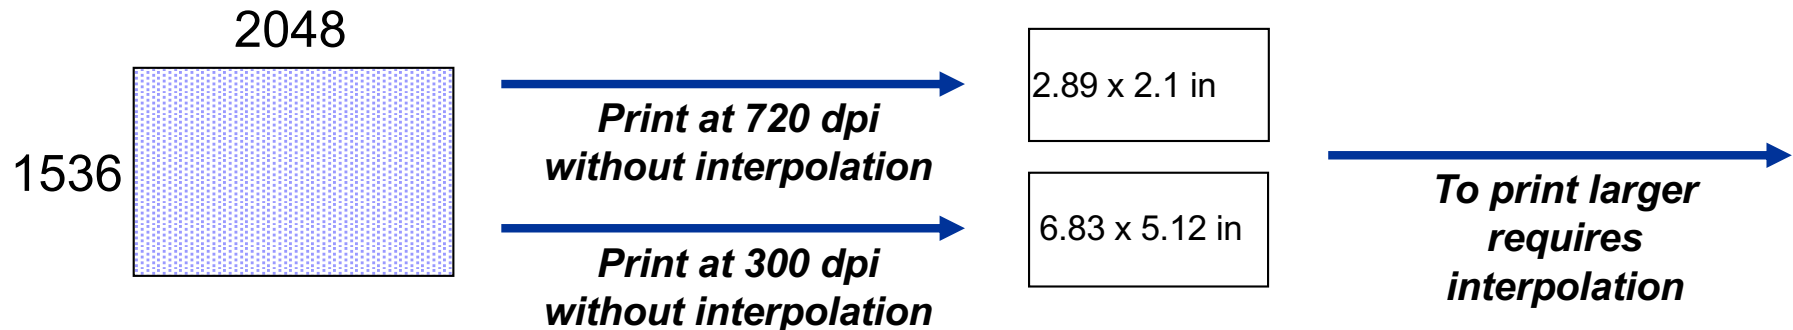 2048
1536
Print at 720 dpi
without interpolation
2.89 x 2.1 in
Print at 300 dpi
without interpolation
6.83 x 5.12 in
To print larger
requires
interpolation